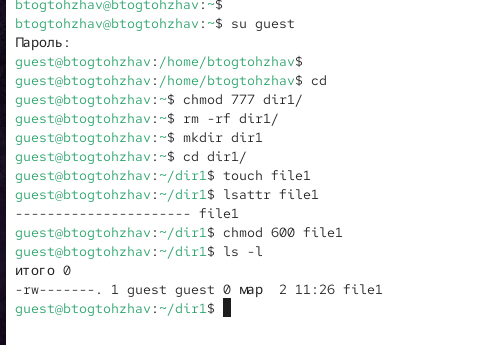 btogtohzhav@btogtohzhav:~$
btogtohzhav@btogtohzhav:~$ su guest
Пароль:
guest@btogtohzhav:/home/btogtohzhav$
guest@btogtohzhav:/home/btogtohzhav$ cd
guest@btogtohzhav:~$ chmod 777 dir1/
guest@btogtohzhav:~$ rm -rf dir1/
guest@btogtohzhav:~$ mkdir dir1
guest@btogtohzhav:~$ cd dir1/
guest@btogtohzhav:~/dir1$ touch file1
guest@btogtohzhav:~/dir1$ lsattr file1
---------------------- file1
guest@btogtohzhav:~/dir1$ chmod 600 file1
guest@btogtohzhav:~/dir1$ ls -l
итого 0
-rw-------. 1 guest guest 0 мар  2 11:26 file1
guest@btogtohzhav:~/dir1$